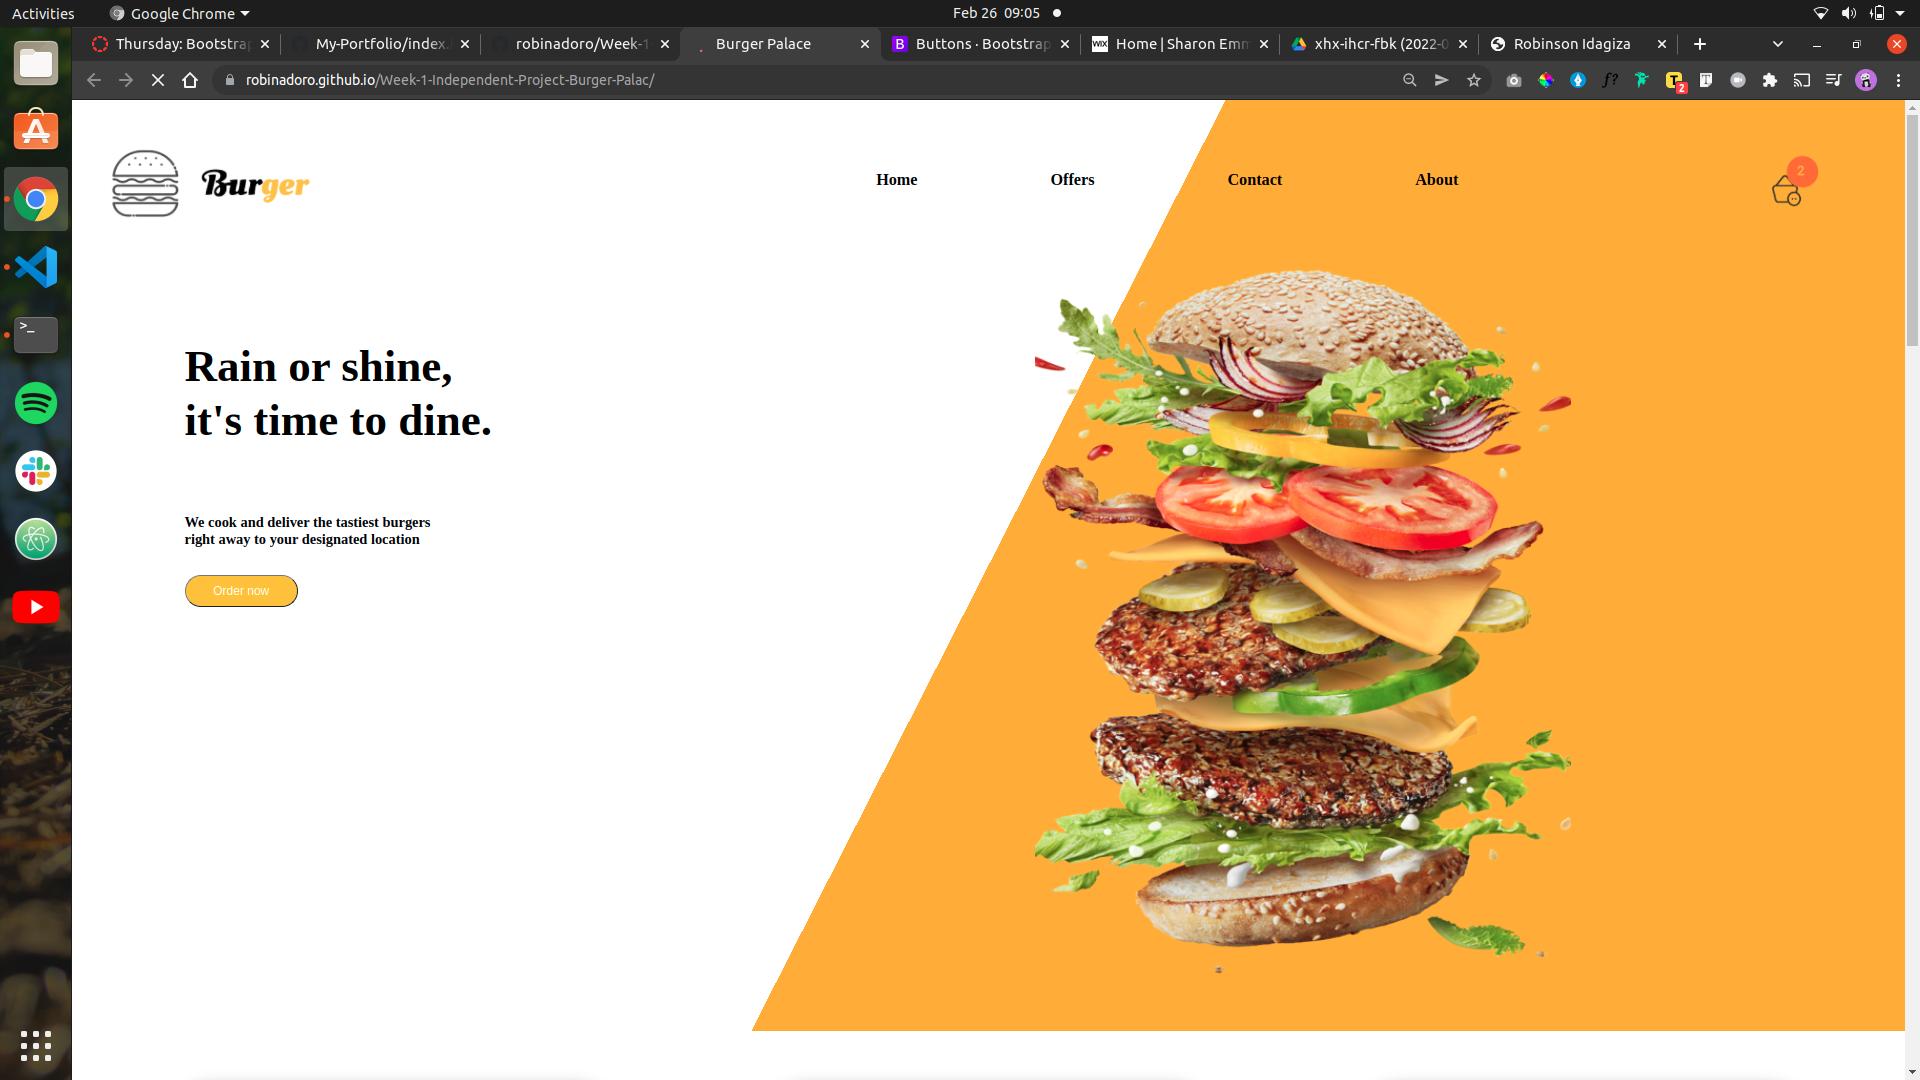 Activities
Google Chrome
Feb 26 09:05
Thursday: Bootstrap
My-Portfolio/index.
robinadoro/Week-1
Burger Palace
B
Buttons · Bootstrap
WIX
Home | Sharon Emm
xhx-ihcr-fbk (2022-0
Robinson Idagiza
robinadoro.github.io/Week-1-Independent-Project-Burger-Palac/
f?
T
2
Burger
Home
Offers
Contact
About
2
Rain or shine,
it's time to dine.
We cook and deliver the tastiest burgers
right away to your designated location
Order now
>_